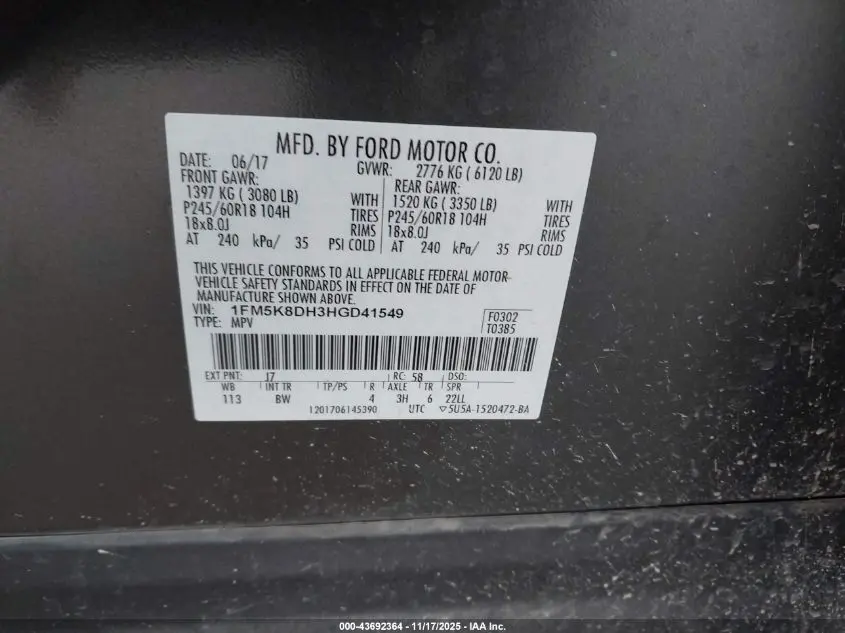 MFD. BY FORD MOTOR CO.
DATE: 06/17 GVWR: 2776 KG ( 6120 LB)
FRONT GAWR: REAR GAWR:
1397 KG ( 3080 LB) WITH 1520 KG ( 3350 LB) WITH
P245/60R18 104H TIRES P245/60R18 104H TIRES
18x8.0J RIMS 18x8.0J RIMS
AT 240 kPa/ 35 PSI COLD AT 240 kPa/ 35 PSI COLD
THIS VEHICLE CONFORMS TO ALL APPLICABLE FEDERAL MOTOR
VEHICLE SAFETY STANDARDS IN EFFECT ON THE DATE OF
MANUFACTURE SHOWN ABOVE.
VIN: 1FM5K8DH3HGD41549 F0302
TYPE: MPV T0385
EXT PNT: J7 RC: 58 DSO:
WB INT TR TP/PS R AXLE TR SPR
113 BW 4 3H 6 22LL
1201706145390 UTC ▽5U5A-1520472-BA
000-43692364 - 11/17/2025 - IAA Inc.